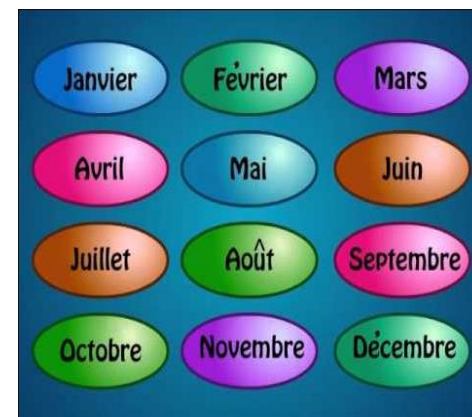 Janvier Février Mars
Avril Mai Juin
Juillet Août Septembre
Octobre Novembre Décembre